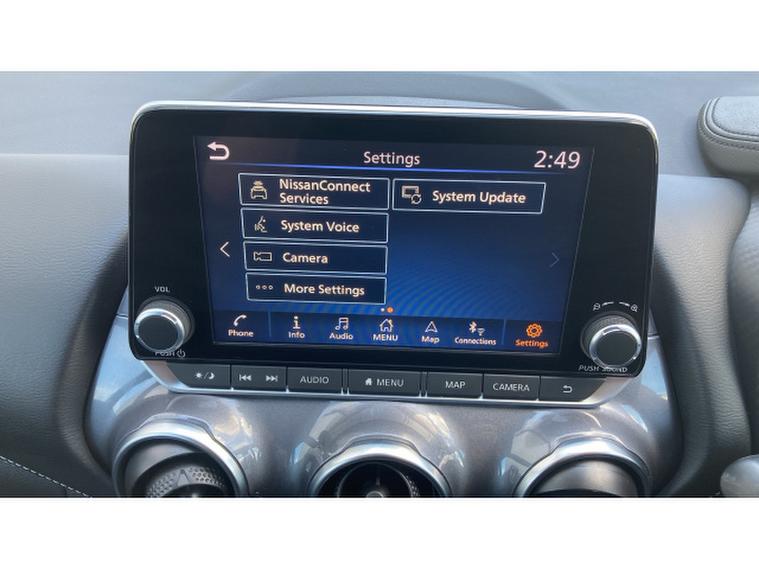 Settings
2:49
NissanConnect
Services
System Update
System Voice
Camera
More Settings
Phone
Info
Audio
MENU
Map
Connections
Settings
VOL
PUSH
PUSH SOUND
AUDIO
MENU
MAP
CAMERA